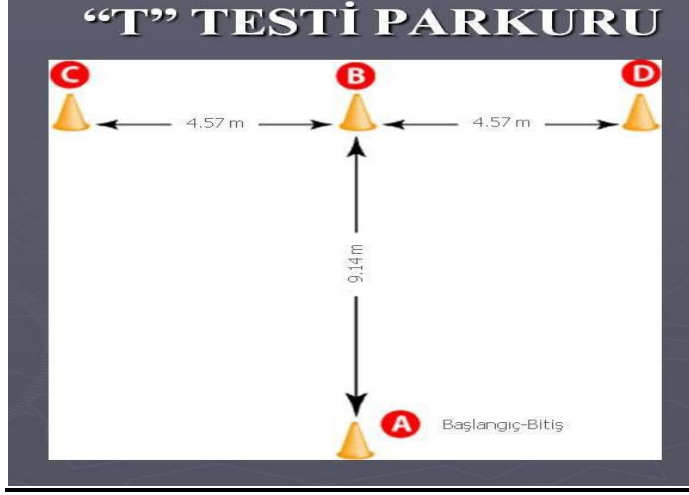 “T” TESTİ PARKURU
C B D
4.57 m 4.57 m
9.14 m
A Başlangıç-Bitiş